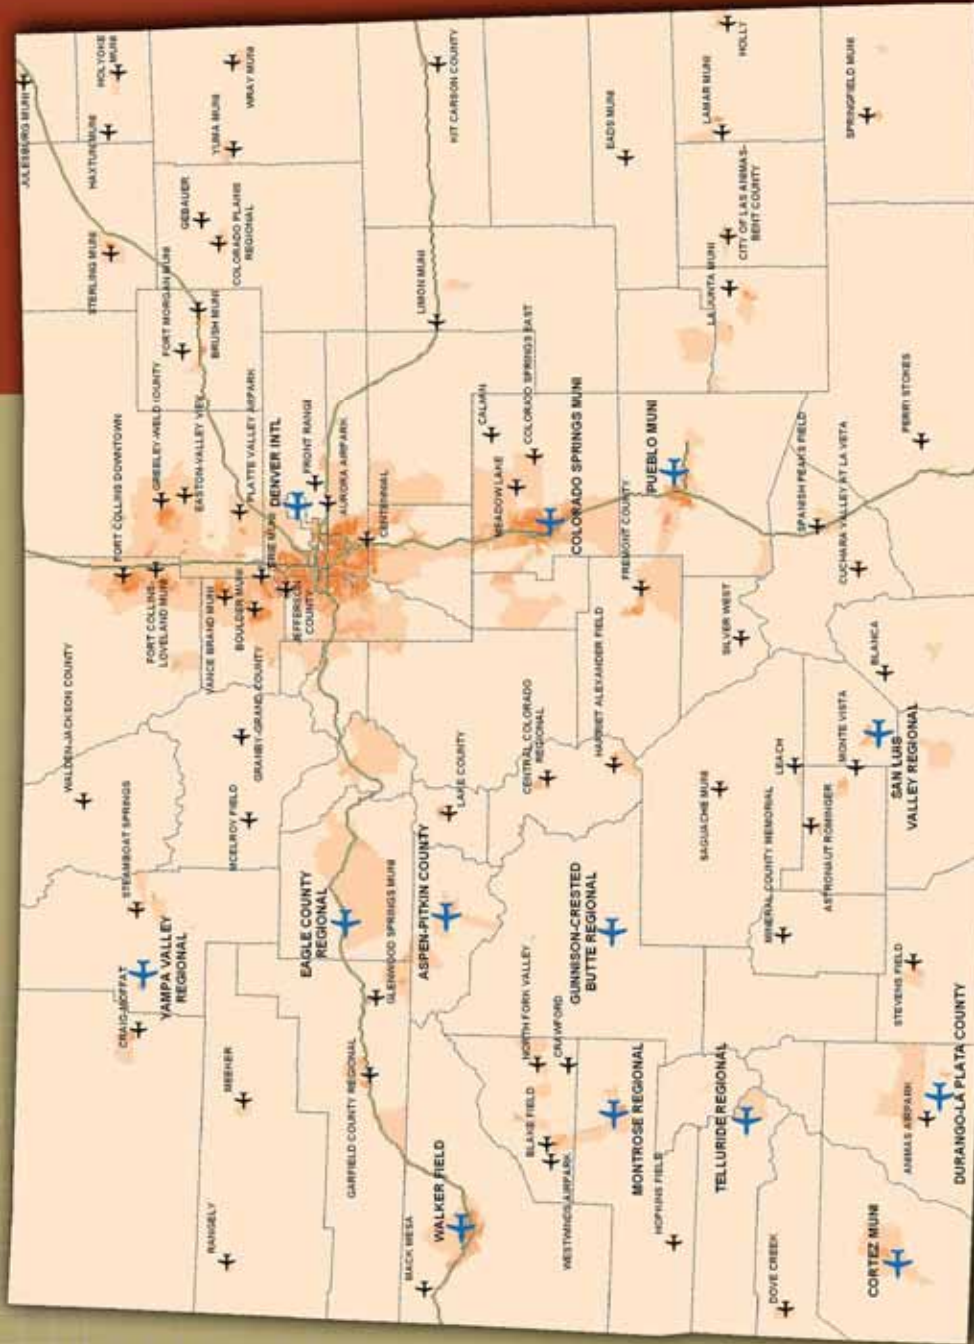 JULESBURG MUNI
HOLYOKE
MUNI
HAXTUN MUNI
STERLING MUNI
WRAY MUNI
YUMA MUNI
GEBAUER
COLORADO PLAINS
REGIONAL
FORT MORGAN MUNI
BRUSH MUNI
FORT COLLINS DOWNTOWN
GREELEY-WELD COUNTY
EASTON-VALLEY VIEW
PLATTE VALLEY AIRPARK
FORT COLLINS-
LOVELAND MUNI
VANCE BRAND MUNI
BOULDER MUNI
ERIE MUNI
JEFFERSON
COUNTY
DENVER INTL
FRONT RANGE
AURORA AIRPARK
CENTENNIAL
WALDEN-JACKSON COUNTY
STEAMBOAT SPRINGS
YAMPA VALLEY
REGIONAL
CRAIG-MOFFAT
MCELROY FIELD
GRANBY-GRAND COUNTY
MEEKER
RANGELY
EAGLE COUNTY
REGIONAL
GLENWOOD SPRINGS MUNI
GARFIELD COUNTY REGIONAL
MACK MESA
WALKER FIELD
ASPEN-PITKIN COUNTY
LAKE COUNTY
LIMON MUNI
KIT CARSON COUNTY
CALHAN
MEADOW LAKE
COLORADO SPRINGS EAST
COLORADO SPRINGS MUNI
CENTRAL COLORADO
REGIONAL
HARRIET ALEXANDER FIELD
FREMONT COUNTY
PUEBLO MUNI
NORTH FORK VALLEY
CRAWFORD
BLAKE FIELD
WESTWINDS AIRPARK
GUNNISON-CRESTED
BUTTE REGIONAL
MONTROSE REGIONAL
HOPKINS FIELD
TELLURIDE REGIONAL
EADS MUNI
LAMAR MUNI
HOLLY
CITY OF LAS ANIMAS-
BENT COUNTY
LA JUNTA MUNI
SPRINGFIELD MUNI
SILVER WEST
SAGUACHE MUNI
LEACH
MINERAL COUNTY MEMORIAL
ASTRONAUT ROMINGER
MONTE VISTA
BLANCA
SAN LUIS
VALLEY REGIONAL
SPANISH PEAKS FIELD
CUCHARA VALLEY AT LA VETA
PERRY STOKES
DOVE CREEK
CORTEZ MUNI
ANIMAS AIRPARK
STEVENS FIELD
DURANGO-LA PLATA COUNTY